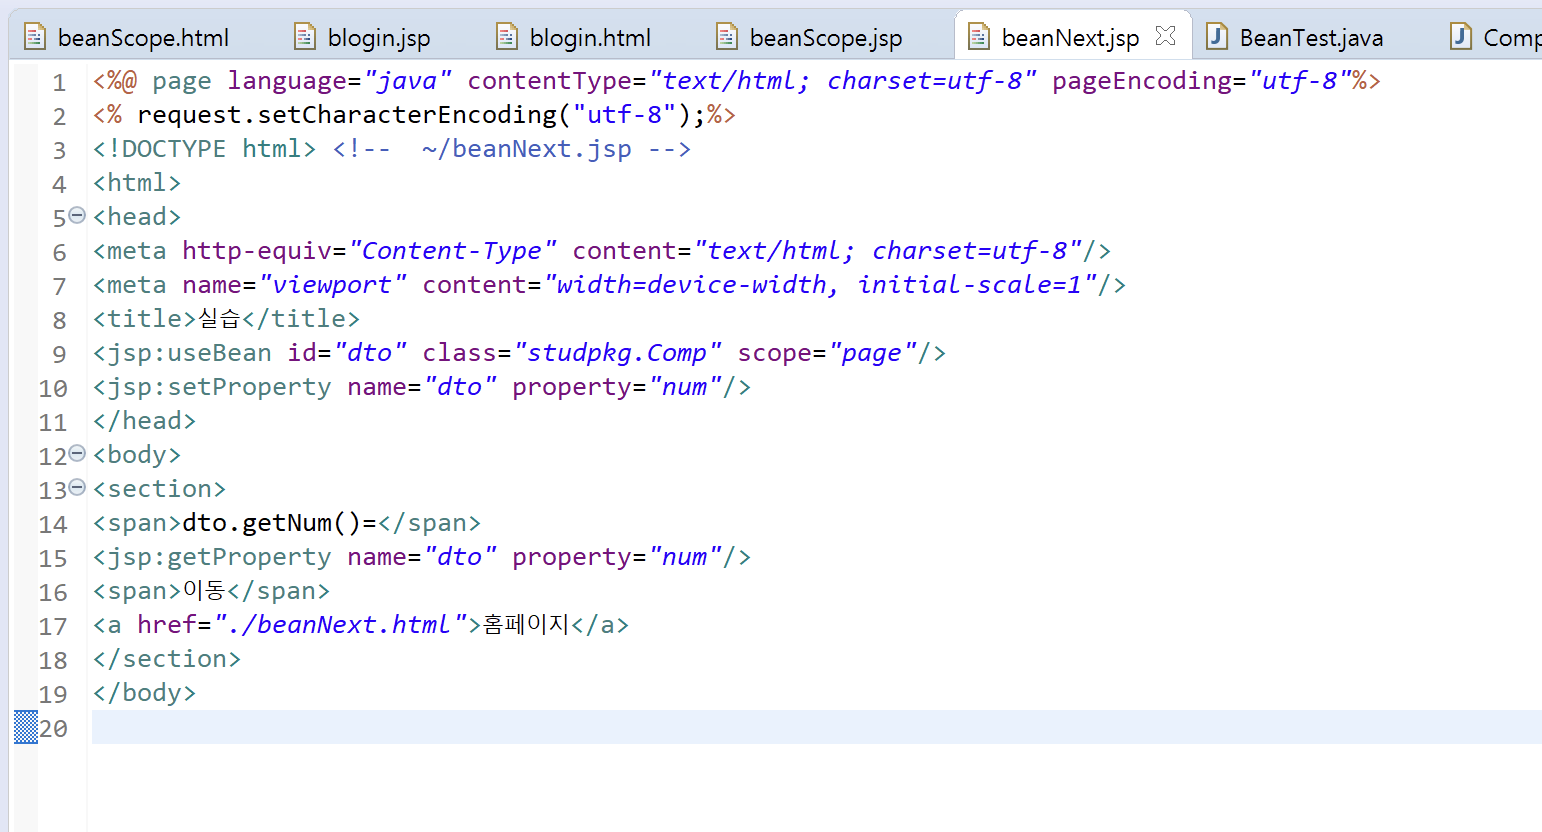 beanScope.html blogin.jsp blogin.html beanScope.jsp beanNext.jsp BeanTest.java
1 <%@ page language="java" contentType="text/html; charset=utf-8" pageEncoding="utf-8"%>
2 <% request.setCharacterEncoding("utf-8");%>
3 <!DOCTYPE html> <!--  ~/beanNext.jsp -->
4 <html>
5 <head>
6 <meta http-equiv="Content-Type" content="text/html; charset=utf-8"/>
7 <meta name="viewport" content="width=device-width, initial-scale=1"/>
8 <title>실습</title>
9 <jsp:useBean id="dto" class="studpkg.Comp" scope="page"/>
10 <jsp:setProperty name="dto" property="num"/>
11 </head>
12 <body>
13 <section>
14 <span>dto.getNum()=</span>
15 <jsp:getProperty name="dto" property="num"/>
16 <span>이동</span>
17 <a href="./beanNext.html">홈페이지</a>
18 </section>
19 </body>
20